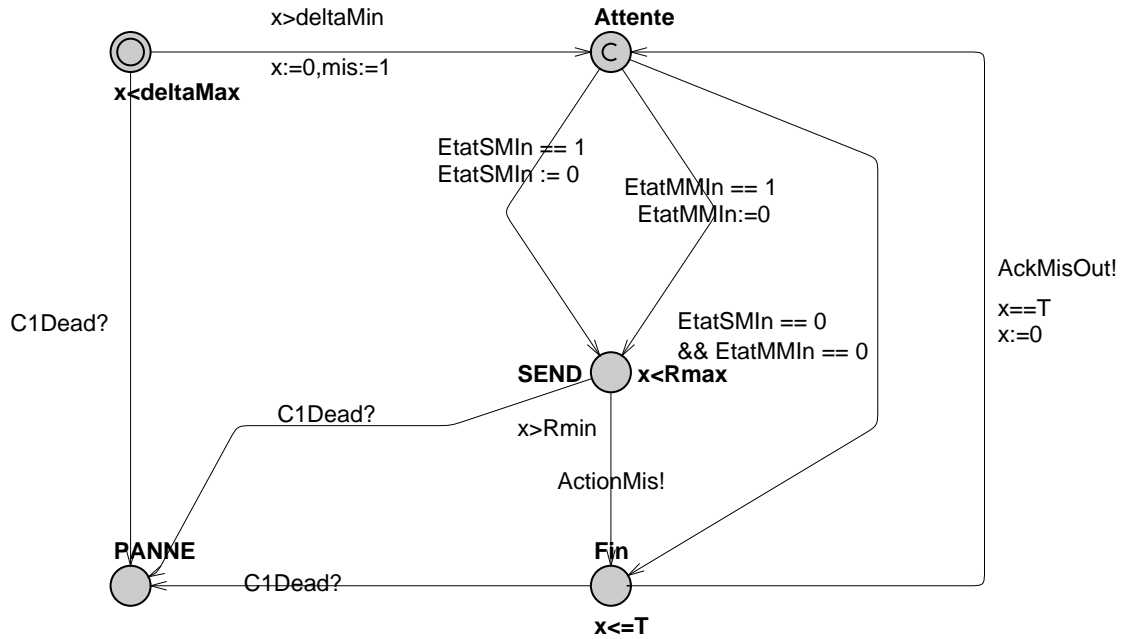 x>deltaMin
Attente
C
x:=0,mis:=1
x<deltaMax
EtatSMIn == 1
EtatSMIn := 0
EtatMMIn == 1
EtatMMIn:=0
AckMisOut!
x==T
x:=0
C1Dead?
EtatSMIn == 0
&& EtatMMIn == 0
SEND
x<Rmax
C1Dead?
x>Rmin
ActionMis!
PANNE
Fin
C1Dead?
x<=T